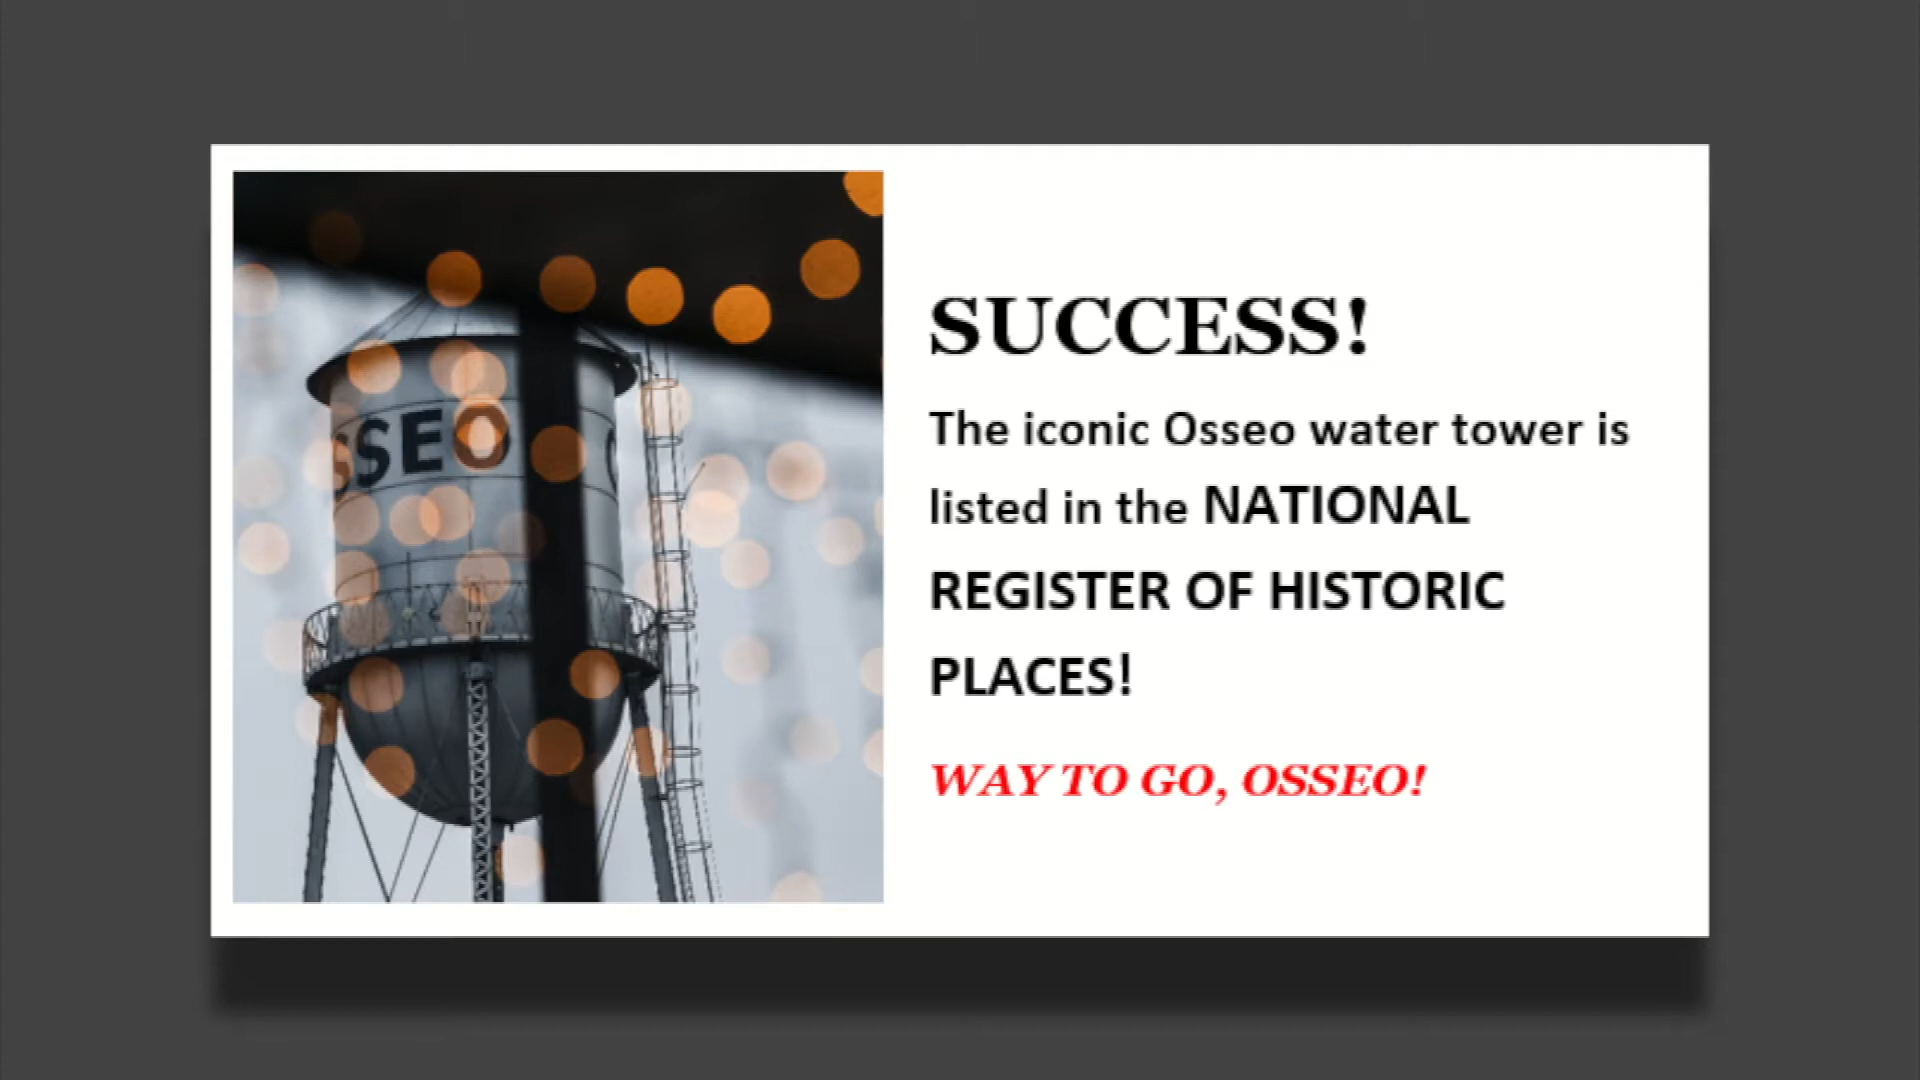 SSEO
SUCCESS!
The iconic Osseo water tower is
listed in the NATIONAL
REGISTER OF HISTORIC
PLACES!
WAY TO GO, OSSEO!